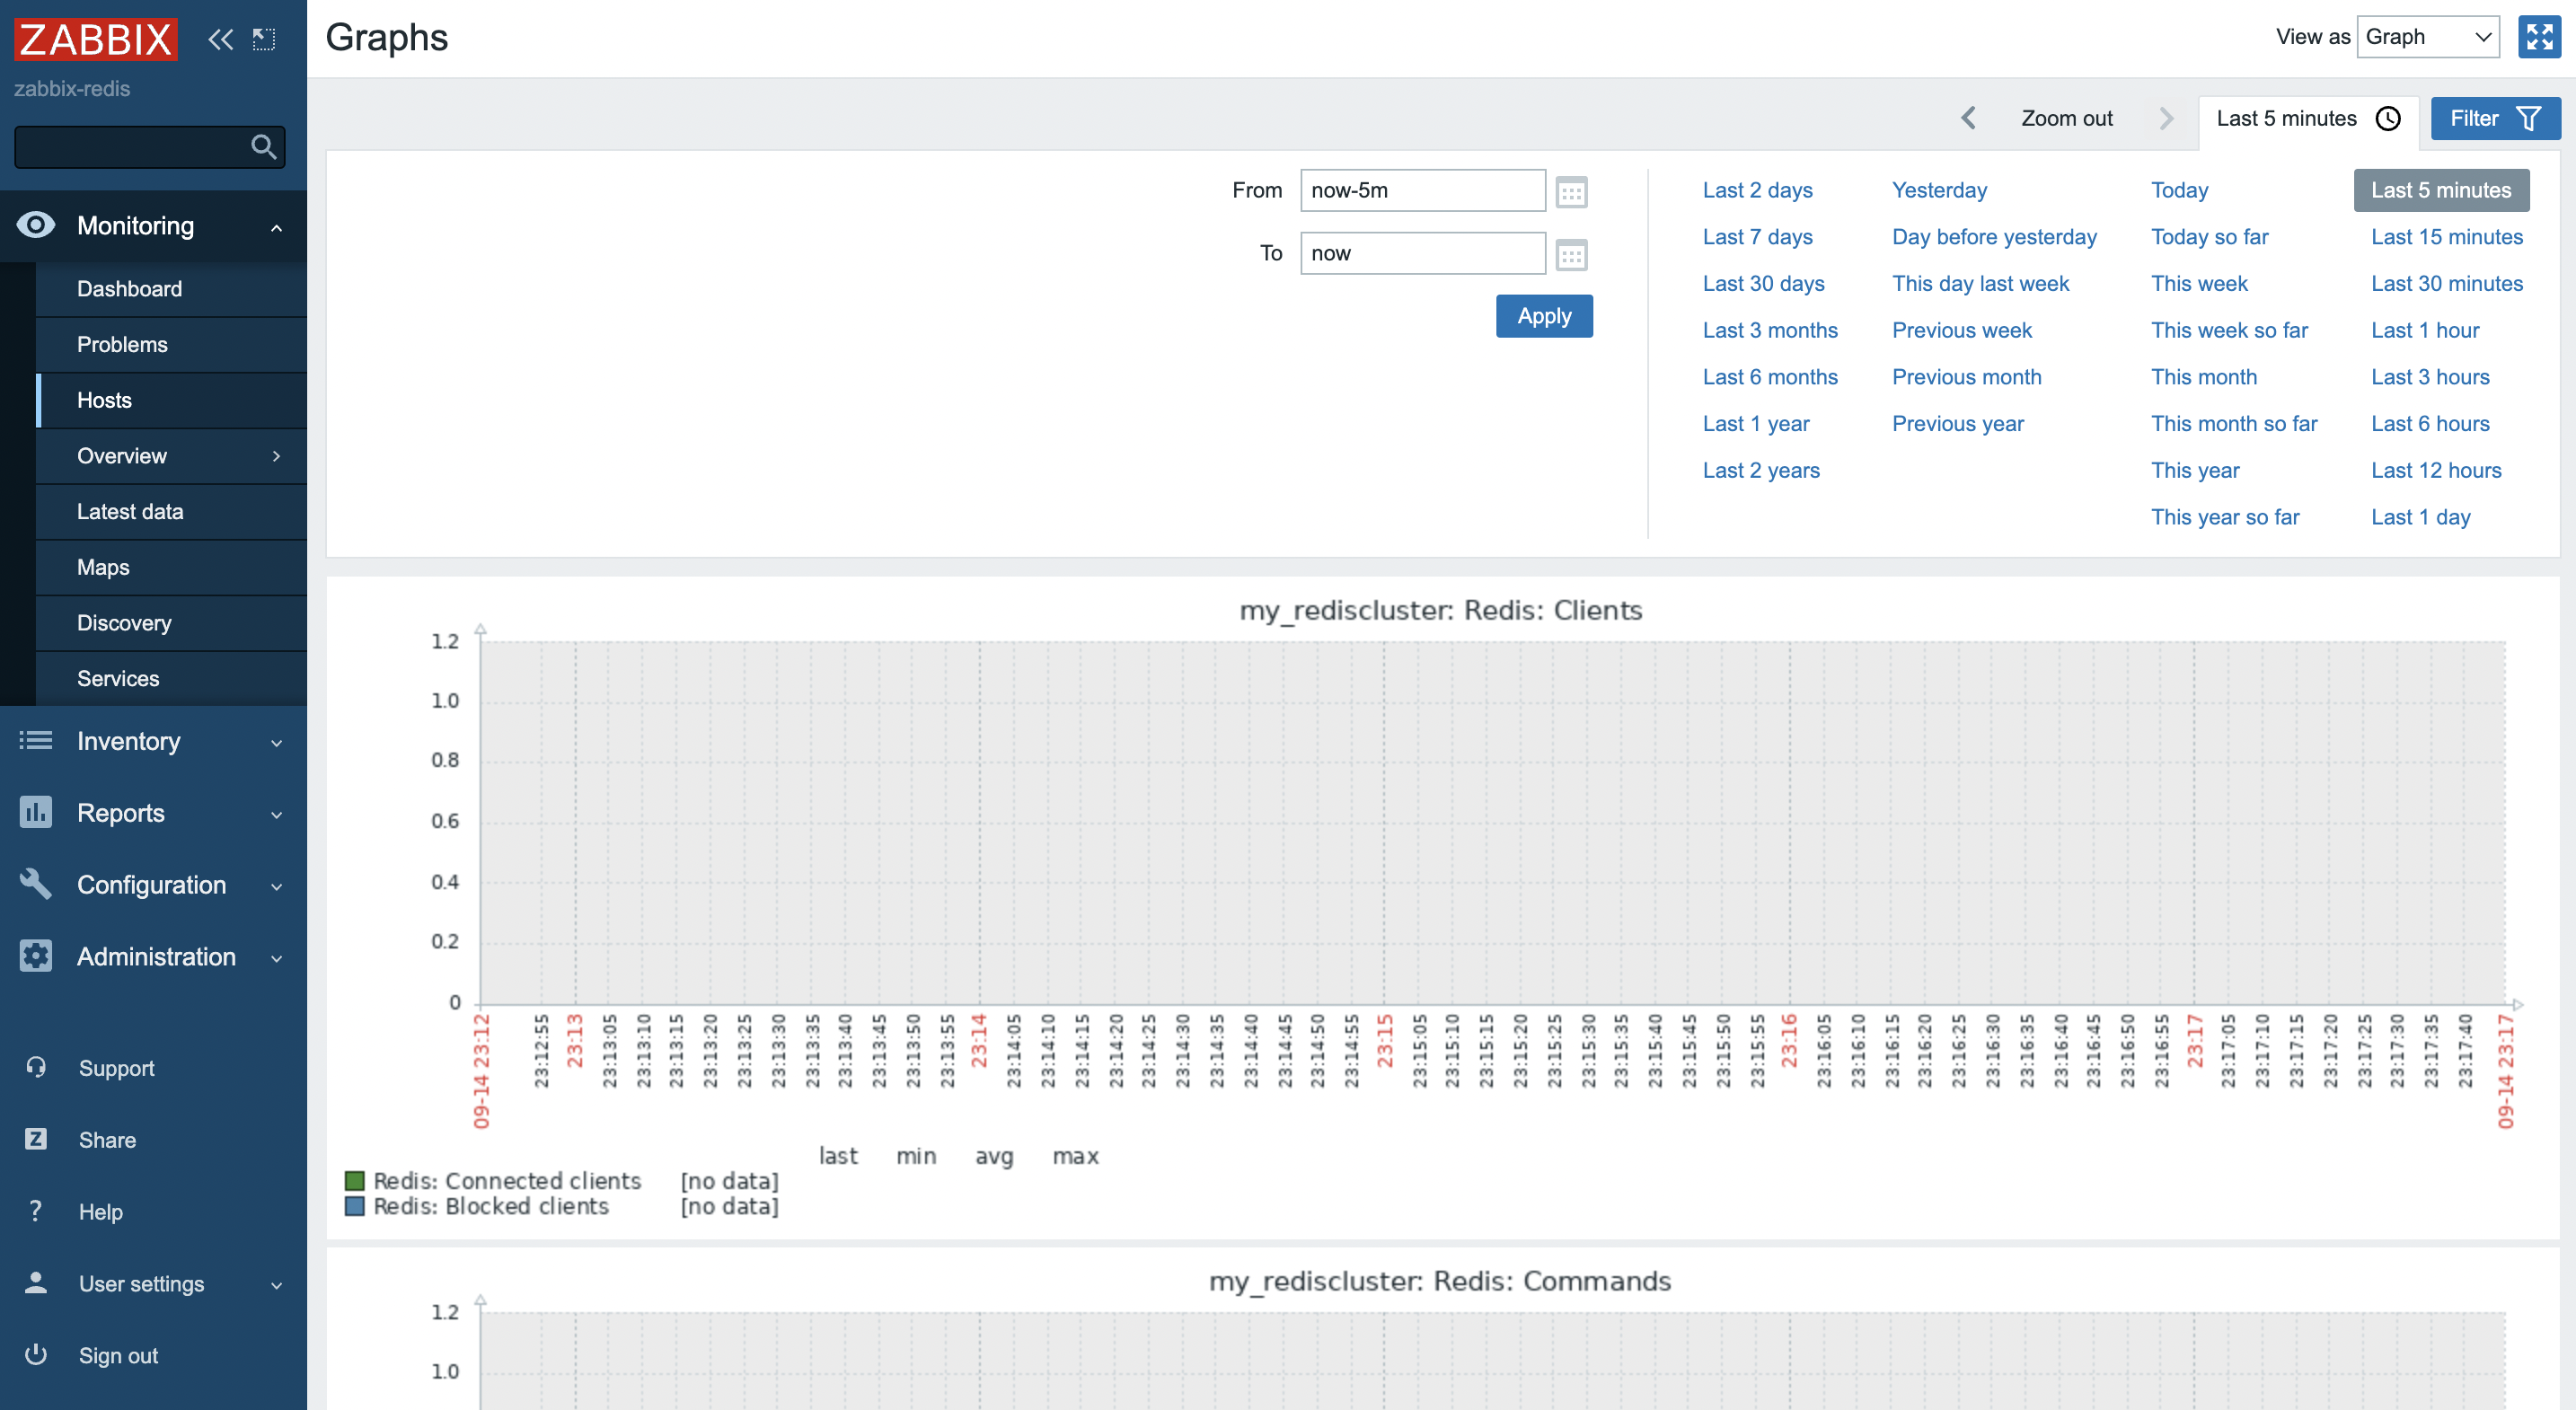 ZABBIX
zabbix-redis
Monitoring
Dashboard
Problems
Hosts
Overview
Latest data
Maps
Discovery
Services
Inventory
Reports
Configuration
Administration
Support
Z Share
? Help
User settings
Sign out
Graphs
View as Graph
Zoom out
Last 5 minutes
Filter
From now-5m
To now
Apply
Last 2 days Yesterday Today Last 5 minutes
Last 7 days Day before yesterday Today so far Last 15 minutes
Last 30 days This day last week This week Last 30 minutes
Last 3 months Previous week This week so far Last 1 hour
Last 6 months Previous month This month Last 3 hours
Last 1 year Previous year This month so far Last 6 hours
Last 2 years This year Last 12 hours
This year so far Last 1 day
my_rediscluster: Redis: Clients
1.2
1.0
0.8
0.6
0.4
0.2
0
09-14 23:12 23:12:55 23:13 23:13:05 23:13:10 23:13:15 23:13:20 23:13:25 23:13:30 23:13:35 23:13:40 23:13:45 23:13:50 23:13:55 23:14 23:14:05 23:14:10 23:14:15 23:14:20 23:14:25 23:14:30 23:14:35 23:14:40 23:14:45 23:14:50 23:14:55 23:15 23:15:05 23:15:10 23:15:15 23:15:20 23:15:25 23:15:30 23:15:35 23:15:40 23:15:45 23:15:50 23:15:55 23:16 23:16:05 23:16:10 23:16:15 23:16:20 23:16:25 23:16:30 23:16:35 23:16:40 23:16:45 23:16:50 23:16:55 23:17 23:17:05 23:17:10 23:17:15 23:17:20 23:17:25 23:17:30 23:17:35 23:17:40 09-14 23:17
last min avg max
Redis: Connected clients [no data]
Redis: Blocked clients [no data]
my_rediscluster: Redis: Commands
1.2
1.0